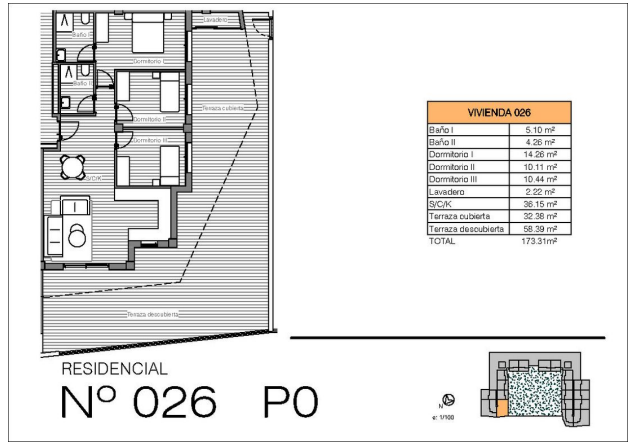 Lavadero
Baño I
Dormitorio I
Baño II
Terraza cubierta
Dormitorio II
Dormitorio III
S/C/K
Terraza descubierta
VIVIENDA 026
Baño I 5.10 m²
Baño II 4.26 m²
Dormitorio I 14.26 m²
Dormitorio II 10.11 m²
Dormitorio III 10.44 m²
Lavadero 2.22 m²
S/C/K 36.15 m²
Terraza cubierta 32.38 m²
Terraza descubierta 58.39 m²
TOTAL 173.31m²
RESIDENCIAL
Nº 026 P0
N
e: 1/100